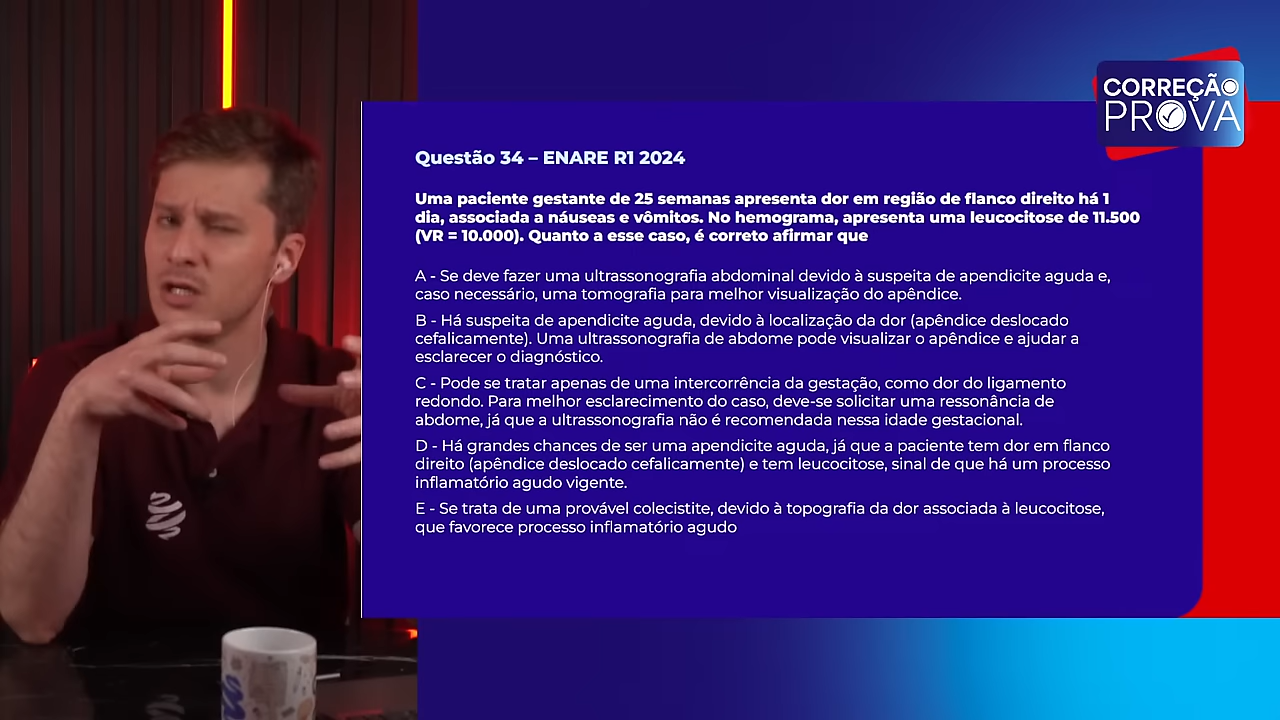 CORREÇÃO
PROVA
Questão 34 – ENARE R1 2024
Uma paciente gestante de 25 semanas apresenta dor em região de flanco direito há 1
dia, associada a náuseas e vômitos. No hemograma, apresenta uma leucocitose de 11.500
(VR = 10.000). Quanto a esse caso, é correto afirmar que
A - Se deve fazer uma ultrassonografia abdominal devido à suspeita de apendicite aguda e,
caso necessário, uma tomografia para melhor visualização do apêndice.
B - Há suspeita de apendicite aguda, devido à localização da dor (apêndice deslocado
cefalicamente). Uma ultrassonografia de abdome pode visualizar o apêndice e ajudar a
esclarecer o diagnóstico.
C - Pode se tratar apenas de uma intercorrência da gestação, como dor do ligamento
redondo. Para melhor esclarecimento do caso, deve-se solicitar uma ressonância de
abdome, já que a ultrassonografia não é recomendada nessa idade gestacional.
D - Há grandes chances de ser uma apendicite aguda, já que a paciente tem dor em flanco
direito (apêndice deslocado cefalicamente) e tem leucocitose, sinal de que há um processo
inflamatório agudo vigente.
E - Se trata de uma provável colecistite, devido à topografia da dor associada à leucocitose,
que favorece processo inflamatório agudo